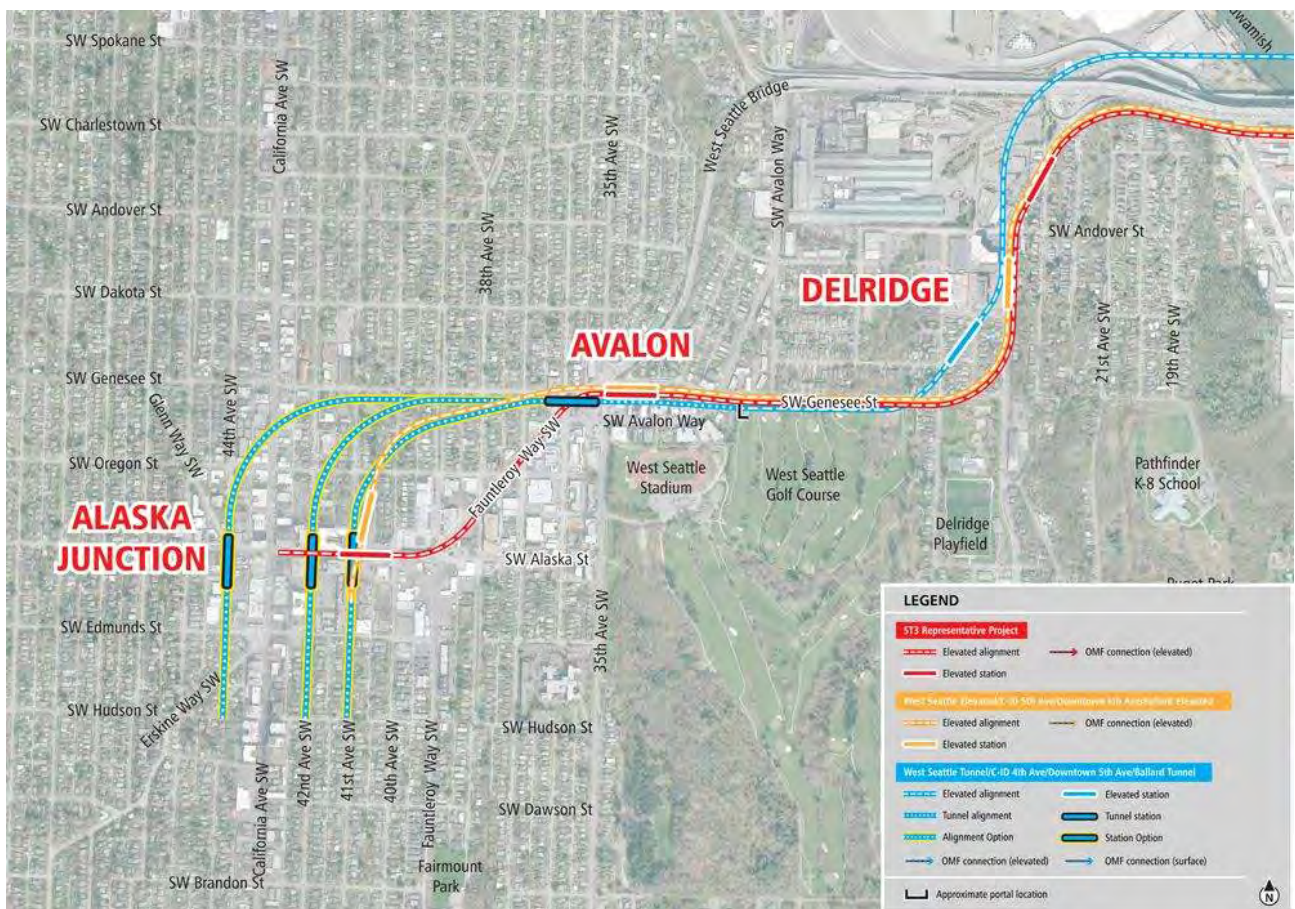 SW Spokane St
California Ave SW
SW Charlestown St
35th Ave SW
West Seattle Bridge
SW Avalon Way
SW Andover St
SW Andover St
38th Ave SW
SW Dakota St
DELRIDGE
21st Ave SW
19th Ave SW
AVALON
SW Genesee St
SW Genesee St
Glenn Way SW
44th Ave SW
SW Avalon Way
Fauntleroy Way SW
SW Oregon St
West Seattle
Stadium
West Seattle
Golf Course
Pathfinder
K-8 School
ALASKA
JUNCTION
SW Alaska St
Delridge
Playfield
SW Edmunds St
35th Ave SW
SW Hudson St
Erskine Way SW
SW Hudson St
California Ave SW
42nd Ave SW
41st Ave SW
40th Ave SW
Fauntleroy Way SW
SW Dawson St
Fairmount
Park
SW Brandon St
LEGEND
ST3 Representative Project
Elevated alignment
OMF connection (elevated)
Elevated station
West Seattle Elevated/C-ID 5th Ave/Downtown
Elevated alignment
OMF connection (elevated)
Elevated station
West Seattle Tunnel/C-ID 4th Ave/Downtown 5th Ave/Ballard Tunnel
Elevated alignment
Elevated station
Tunnel alignment
Tunnel station
Alignment Option
Station Option
OMF connection (elevated)
OMF connection (surface)
Approximate portal location
N